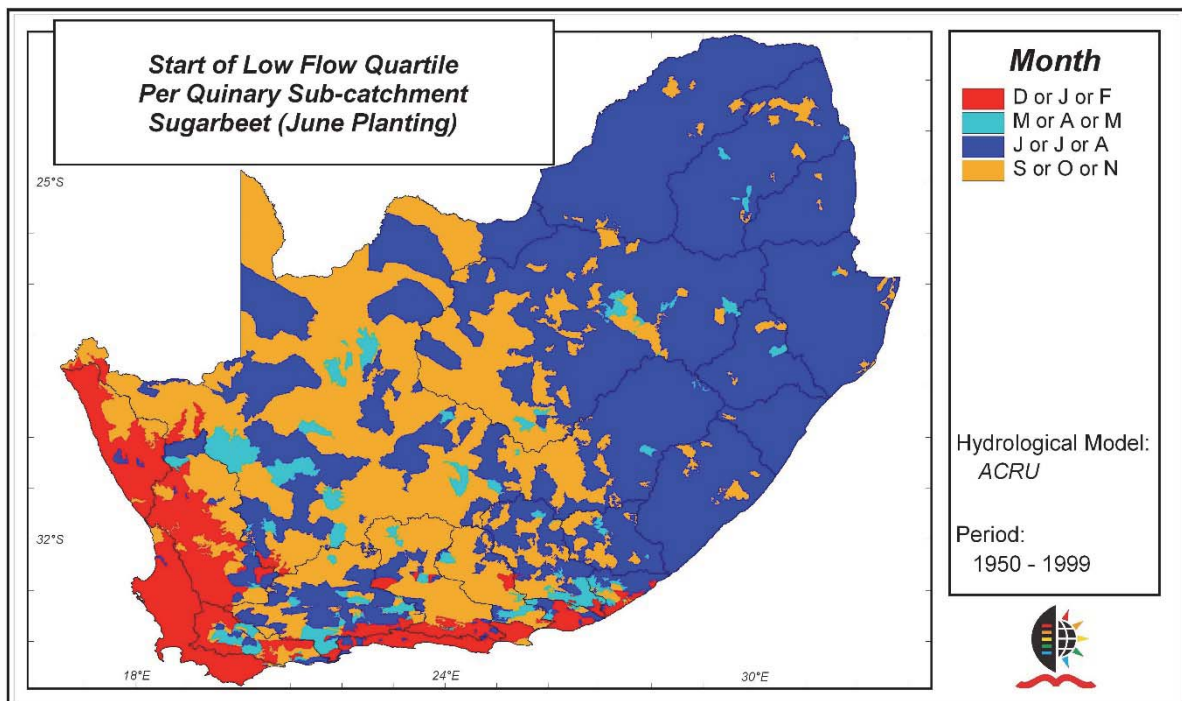 Start of Low Flow Quartile
Per Quinary Sub-catchment
Sugarbeet (June Planting)
Month
D or J or F
M or A or M
J or J or A
S or O or N
25°S
32°S
18°E
24°E
30°E
Hydrological Model:
ACRU
Period:
1950 - 1999